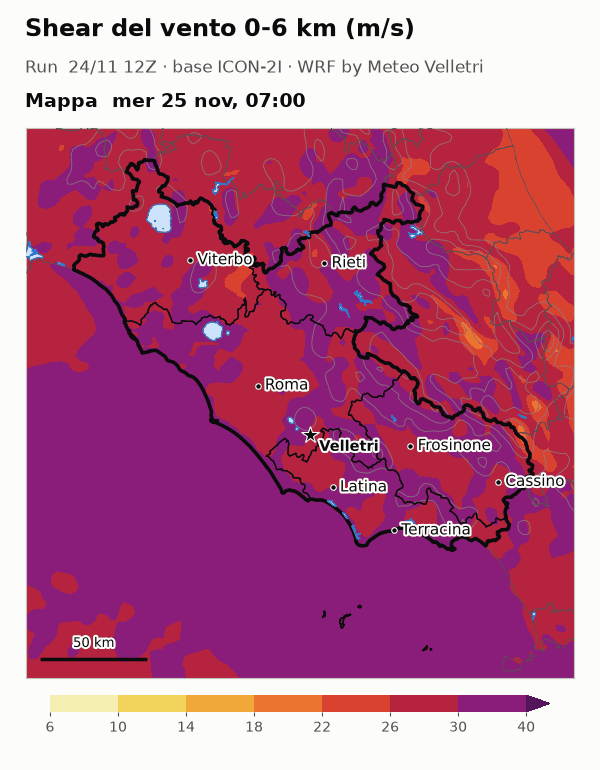 Shear del vento 0-6 km (m/s)
Run 24/11 12Z · base ICON-2I · WRF by Meteo Velletri
Mappa mer 25 nov, 07:00
Viterbo
Rieti
Roma
Velletri
Frosinone
Cassino
Latina
Terracina
50 km
6 10 14 18 22 26 30 40